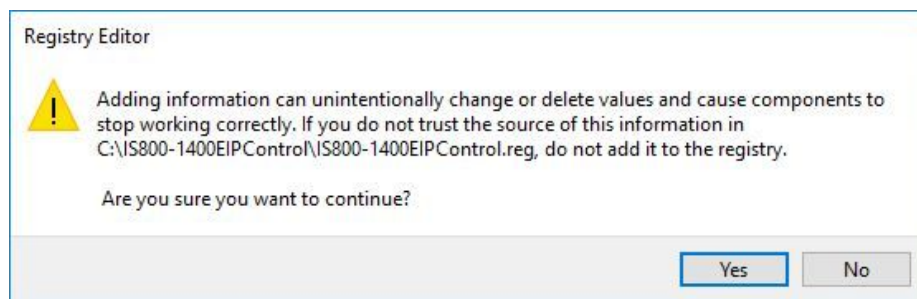 Registry Editor
Adding information can unintentionally change or delete values and cause components to
stop working correctly. If you do not trust the source of this information in
C:\IS800-1400EIPControl\IS800-1400EIPControl.reg, do not add it to the registry.
Are you sure you want to continue?
Yes No